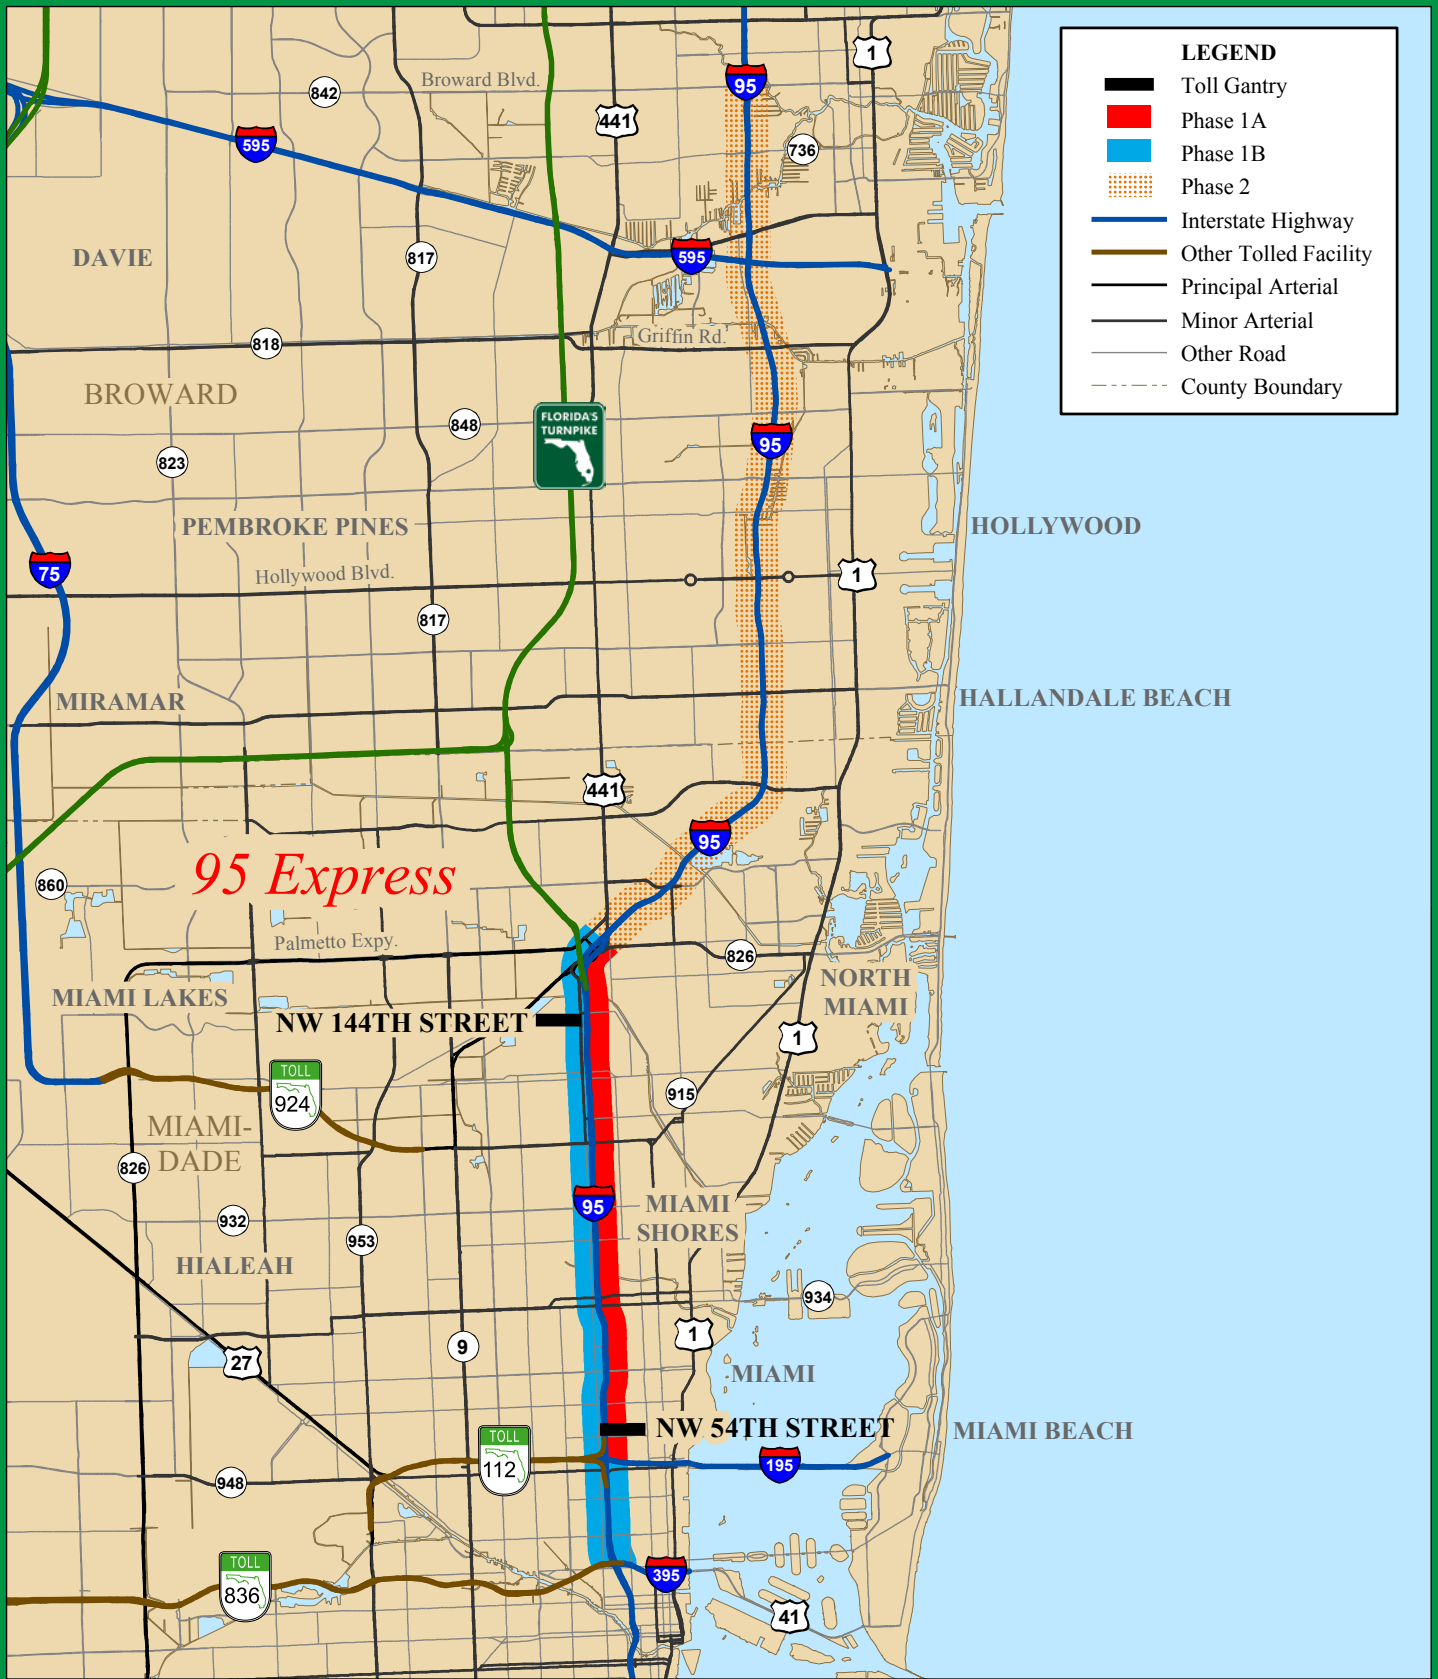 LEGEND
Toll Gantry
Phase 1A
Phase 1B
Phase 2
Interstate Highway
Other Tolled Facility
Principal Arterial
Minor Arterial
Other Road
County Boundary
1
95
Broward Blvd.
842
441
595
736
DAVIE
817
595
Griffin Rd.
818
BROWARD
FLORIDA'S
TURNPIKE
848
95
823
PEMBROKE PINES
HOLLYWOOD
75
Hollywood Blvd.
1
817
MIRAMAR
HALLANDALE BEACH
441
95
95 Express
860
Palmetto Expy.
826
MIAMI LAKES
NORTH
MIAMI
NW 144TH STREET
1
TOLL
924
915
MIAMI-
DADE
826
95
MIAMI
SHORES
932
953
HIALEAH
934
1
9
27
MIAMI
NW 54TH STREET
MIAMI BEACH
TOLL
112
195
948
TOLL
836
395
41